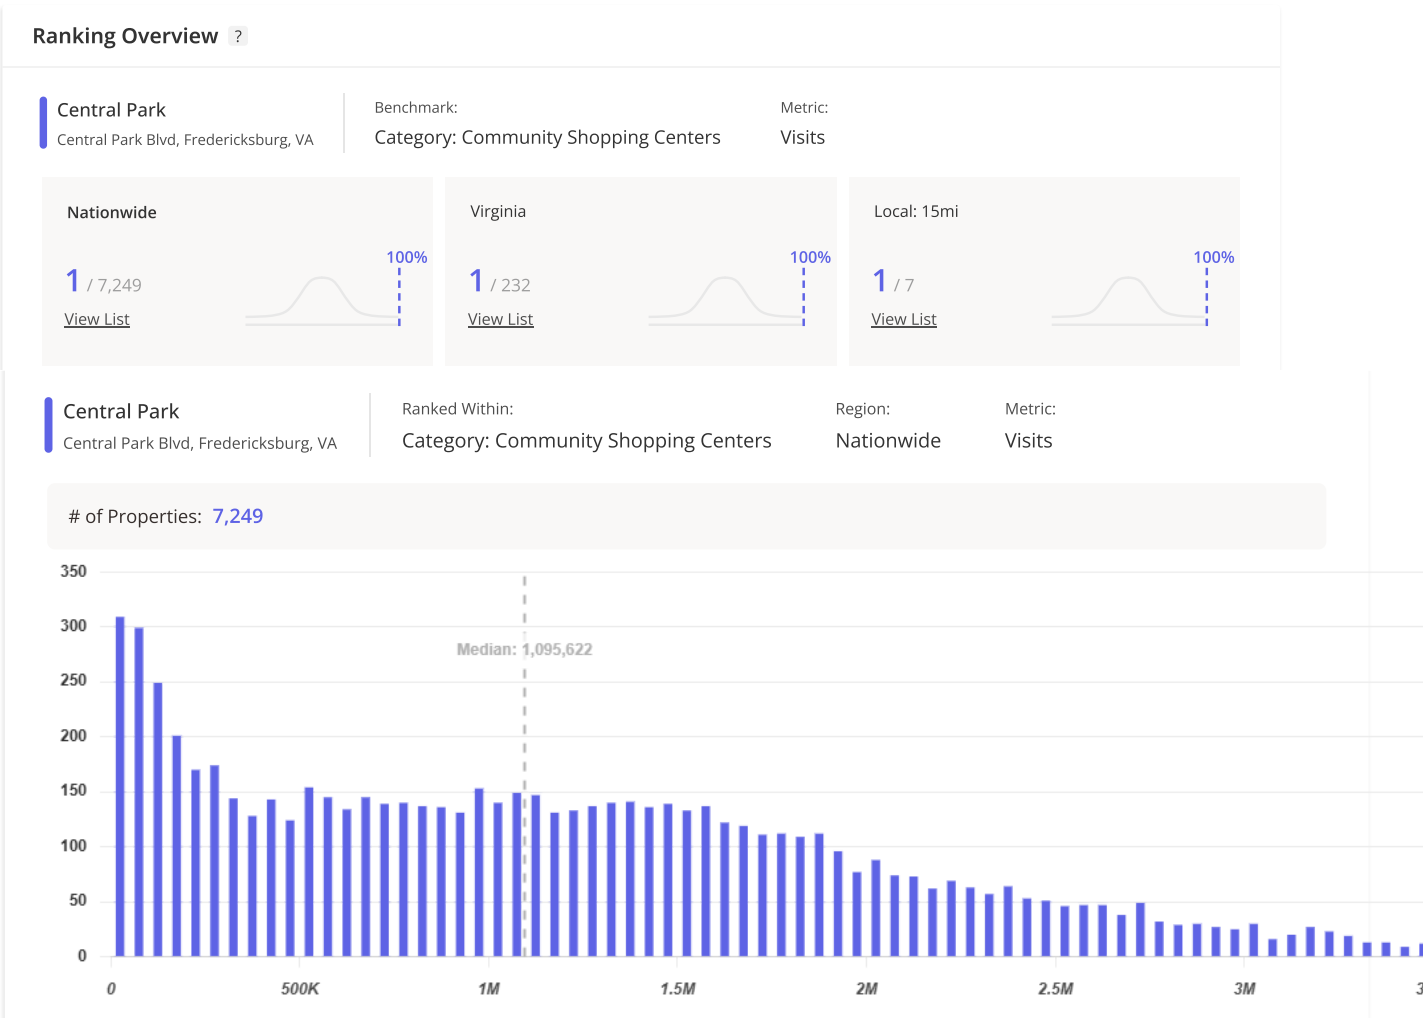 Ranking Overview ?
Central Park
Central Park Blvd, Fredericksburg, VA
Benchmark:
Category: Community Shopping Centers
Metric:
Visits
Nationwide
100%
1 / 7,249
View List
Virginia
100%
1 / 232
View List
Local: 15mi
100%
1 / 7
View List
Central Park
Central Park Blvd, Fredericksburg, VA
Ranked Within:
Category: Community Shopping Centers
Region:
Nationwide
Metric:
Visits
# of Properties: 7,249
350
300
250
200
150
100
50
0
Median: 1,095,622
0 500K 1M 1.5M 2M 2.5M 3M